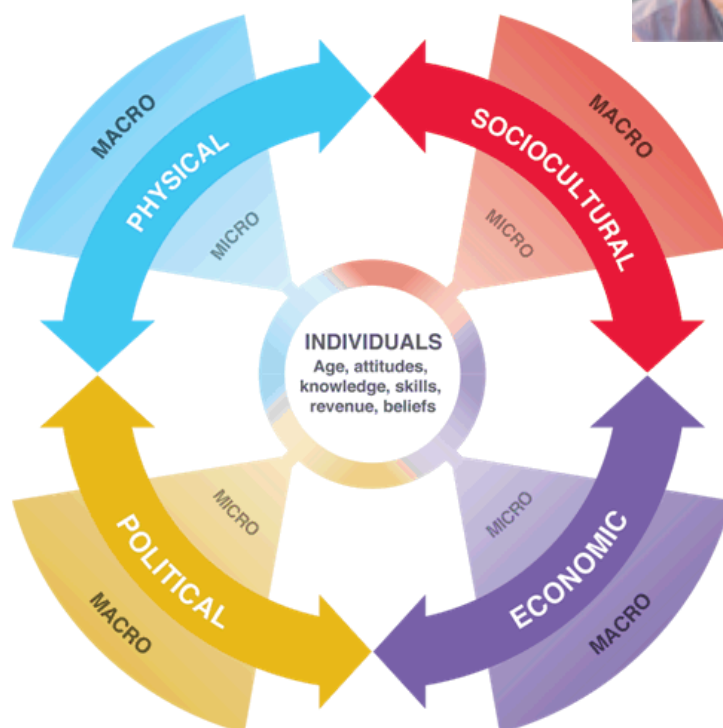 MACRO
PHYSICAL
MICRO
MACRO
SOCIOCULTURAL
MICRO
INDIVIDUALS
Age, attitudes,
knowledge, skills,
revenue, beliefs
MICRO
POLITICAL
MACRO
MICRO
ECONOMIC
MACRO